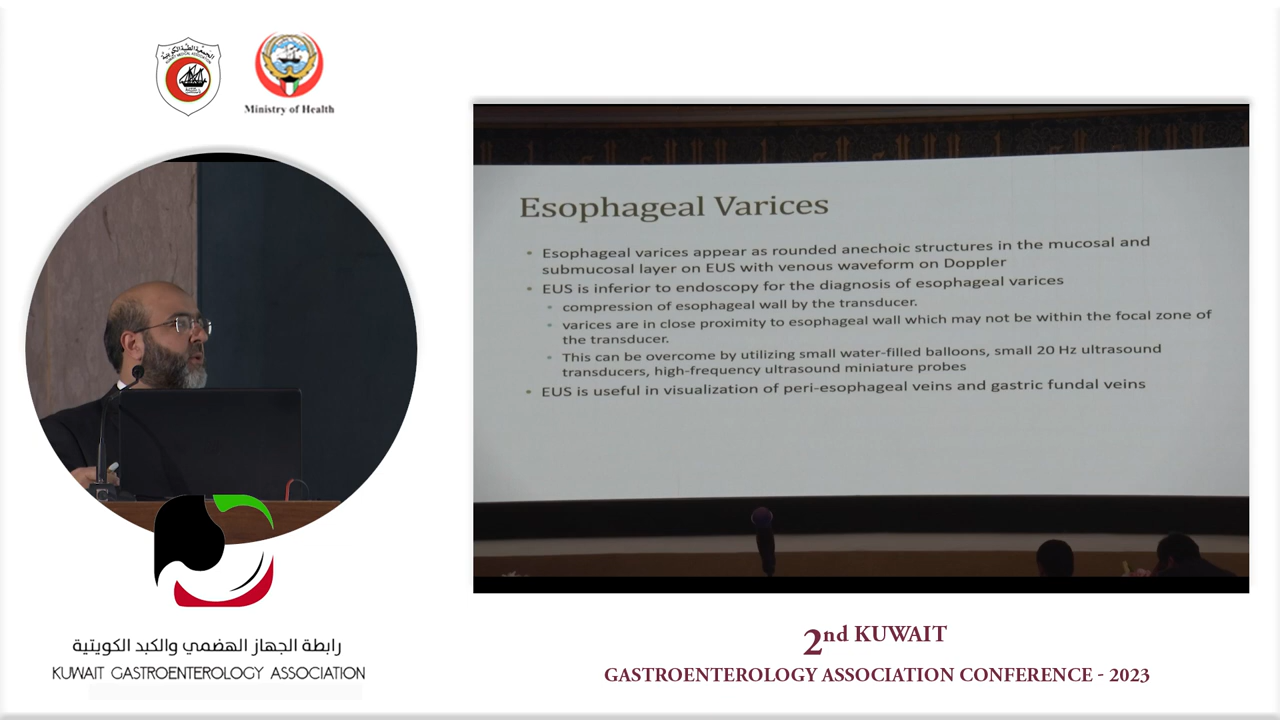 الجمعية الطبية الكويتية
Ministry of Health
Esophageal Varices
• Esophageal varices appear as rounded anechoic structures in the mucosal and
submucosal layer on EUS with venous waveform on Doppler
• EUS is inferior to endoscopy for the diagnosis of esophageal varices
• compression of esophageal wall by the transducer.
• varices are in close proximity to esophageal wall which may not be within the focal zone of
the transducer.
• This can be overcome by utilizing small water-filled balloons, small 20 Hz ultrasound
transducers, high-frequency ultrasound miniature probes
• EUS is useful in visualization of peri-esophageal veins and gastric fundal veins
رابطة الجهاز الهضمي والكبد الكويتية
KUWAIT GASTROENTEROLOGY ASSOCIATION
2nd KUWAIT
GASTROENTEROLOGY ASSOCIATION CONFERENCE - 2023